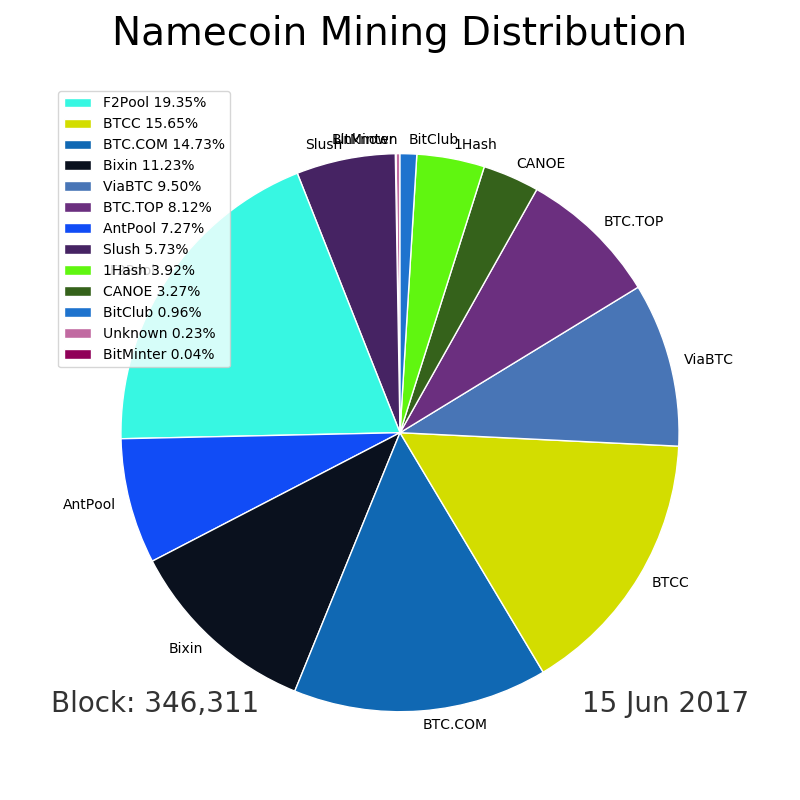 Namecoin Mining Distribution
F2Pool 19.35%
BTCC 15.65%
BTC.COM 14.73%
Bixin 11.23%
ViaBTC 9.50%
BTC.TOP 8.12%
AntPool 7.27%
Slush 5.73%
1Hash 3.92%
CANOE 3.27%
BitClub 0.96%
Unknown 0.23%
BitMinter 0.04%
Slush
BitMinter
Unknown
BitClub
1Hash
CANOE
BTC.TOP
ViaBTC
BTCC
BTC.COM
Bixin
AntPool
F2Pool
Block: 346,311
15 Jun 2017